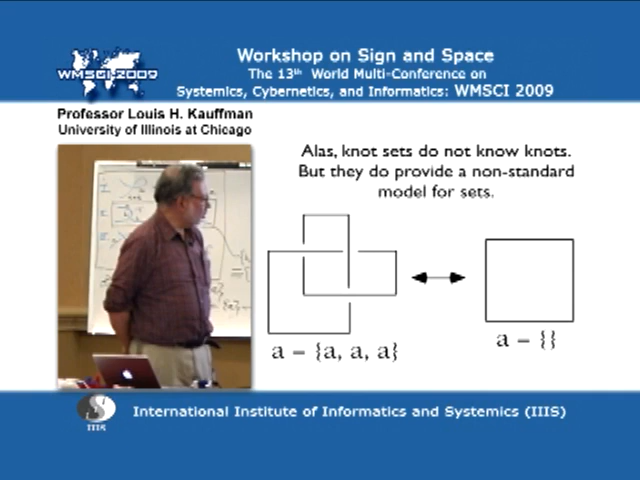 WMSCI 2009
Workshop on Sign and Space
The 13th World Multi-Conference on
Systemics, Cybernetics, and Informatics: WMSCI 2009
Professor Louis H. Kauffman
University of Illinois at Chicago
Alas, knot sets do not know knots.
But they do provide a non-standard
model for sets.
a = {a, a, a}
a = {}
IIIS
International Institute of Informatics and Systemics (IIIS)